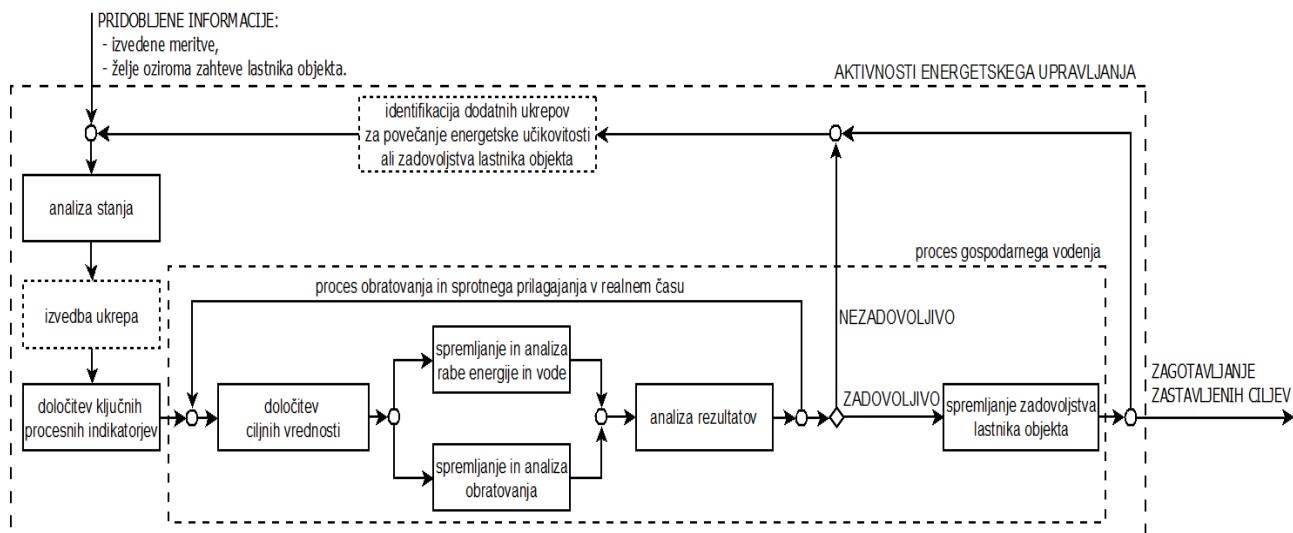 PRIDOBLJENE INFORMACIJE:
- izvedene meritve,
- želje oziroma zahteve lastnika objekta.
AKTIVNOSTI ENERGETSKEGA UPRAVLJANJA
identifikacija dodatnih ukrepov
za povečanje energetske učikovitosti
ali zadovoljstva lastnika objekta
analiza stanja
proces gospodarnega vodenja
proces obratovanja in sprotnega prilagajanja v realnem času
izvedba ukrepa
NEZADOVOLJIVO
spremljanje in analiza
rabe energije in vode
določitev ključnih
procesnih indikatorjev
določitev
ciljnih vrednosti
analiza rezultatov
ZADOVOLJIVO
spremljanje zadovoljstva
lastnika objekta
ZAGOTAVLJANJE
ZASTAVLJENIH CILJEV
spremljanje in analiza
obratovanja